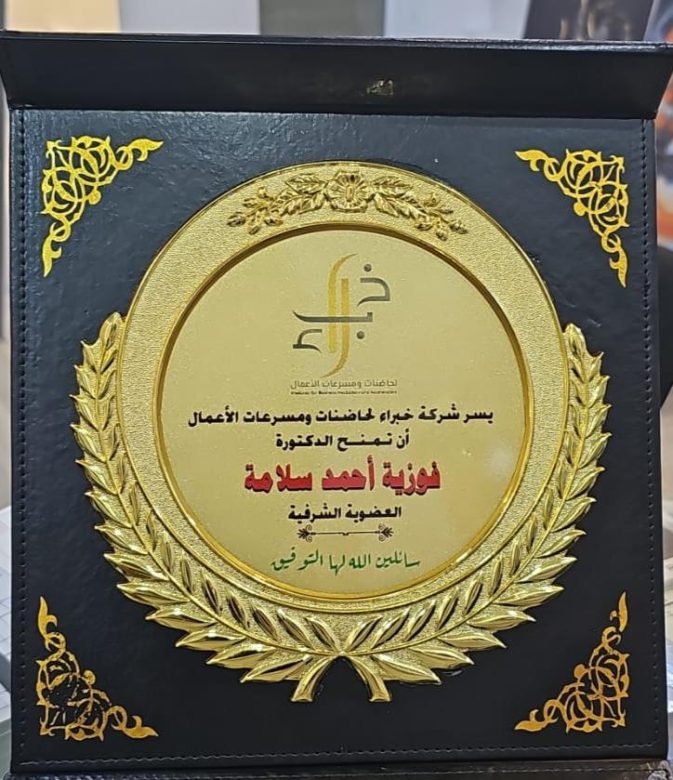 خبراء
لحاضنات ومسرعات الأعمال
يسر شركة خبراء لحاضنات ومسرعات الأعمال
أن تمنح الدكتورة
فوزية أحمد سلامة
العضوية الشرفية
سائلين الله لها التوفيق